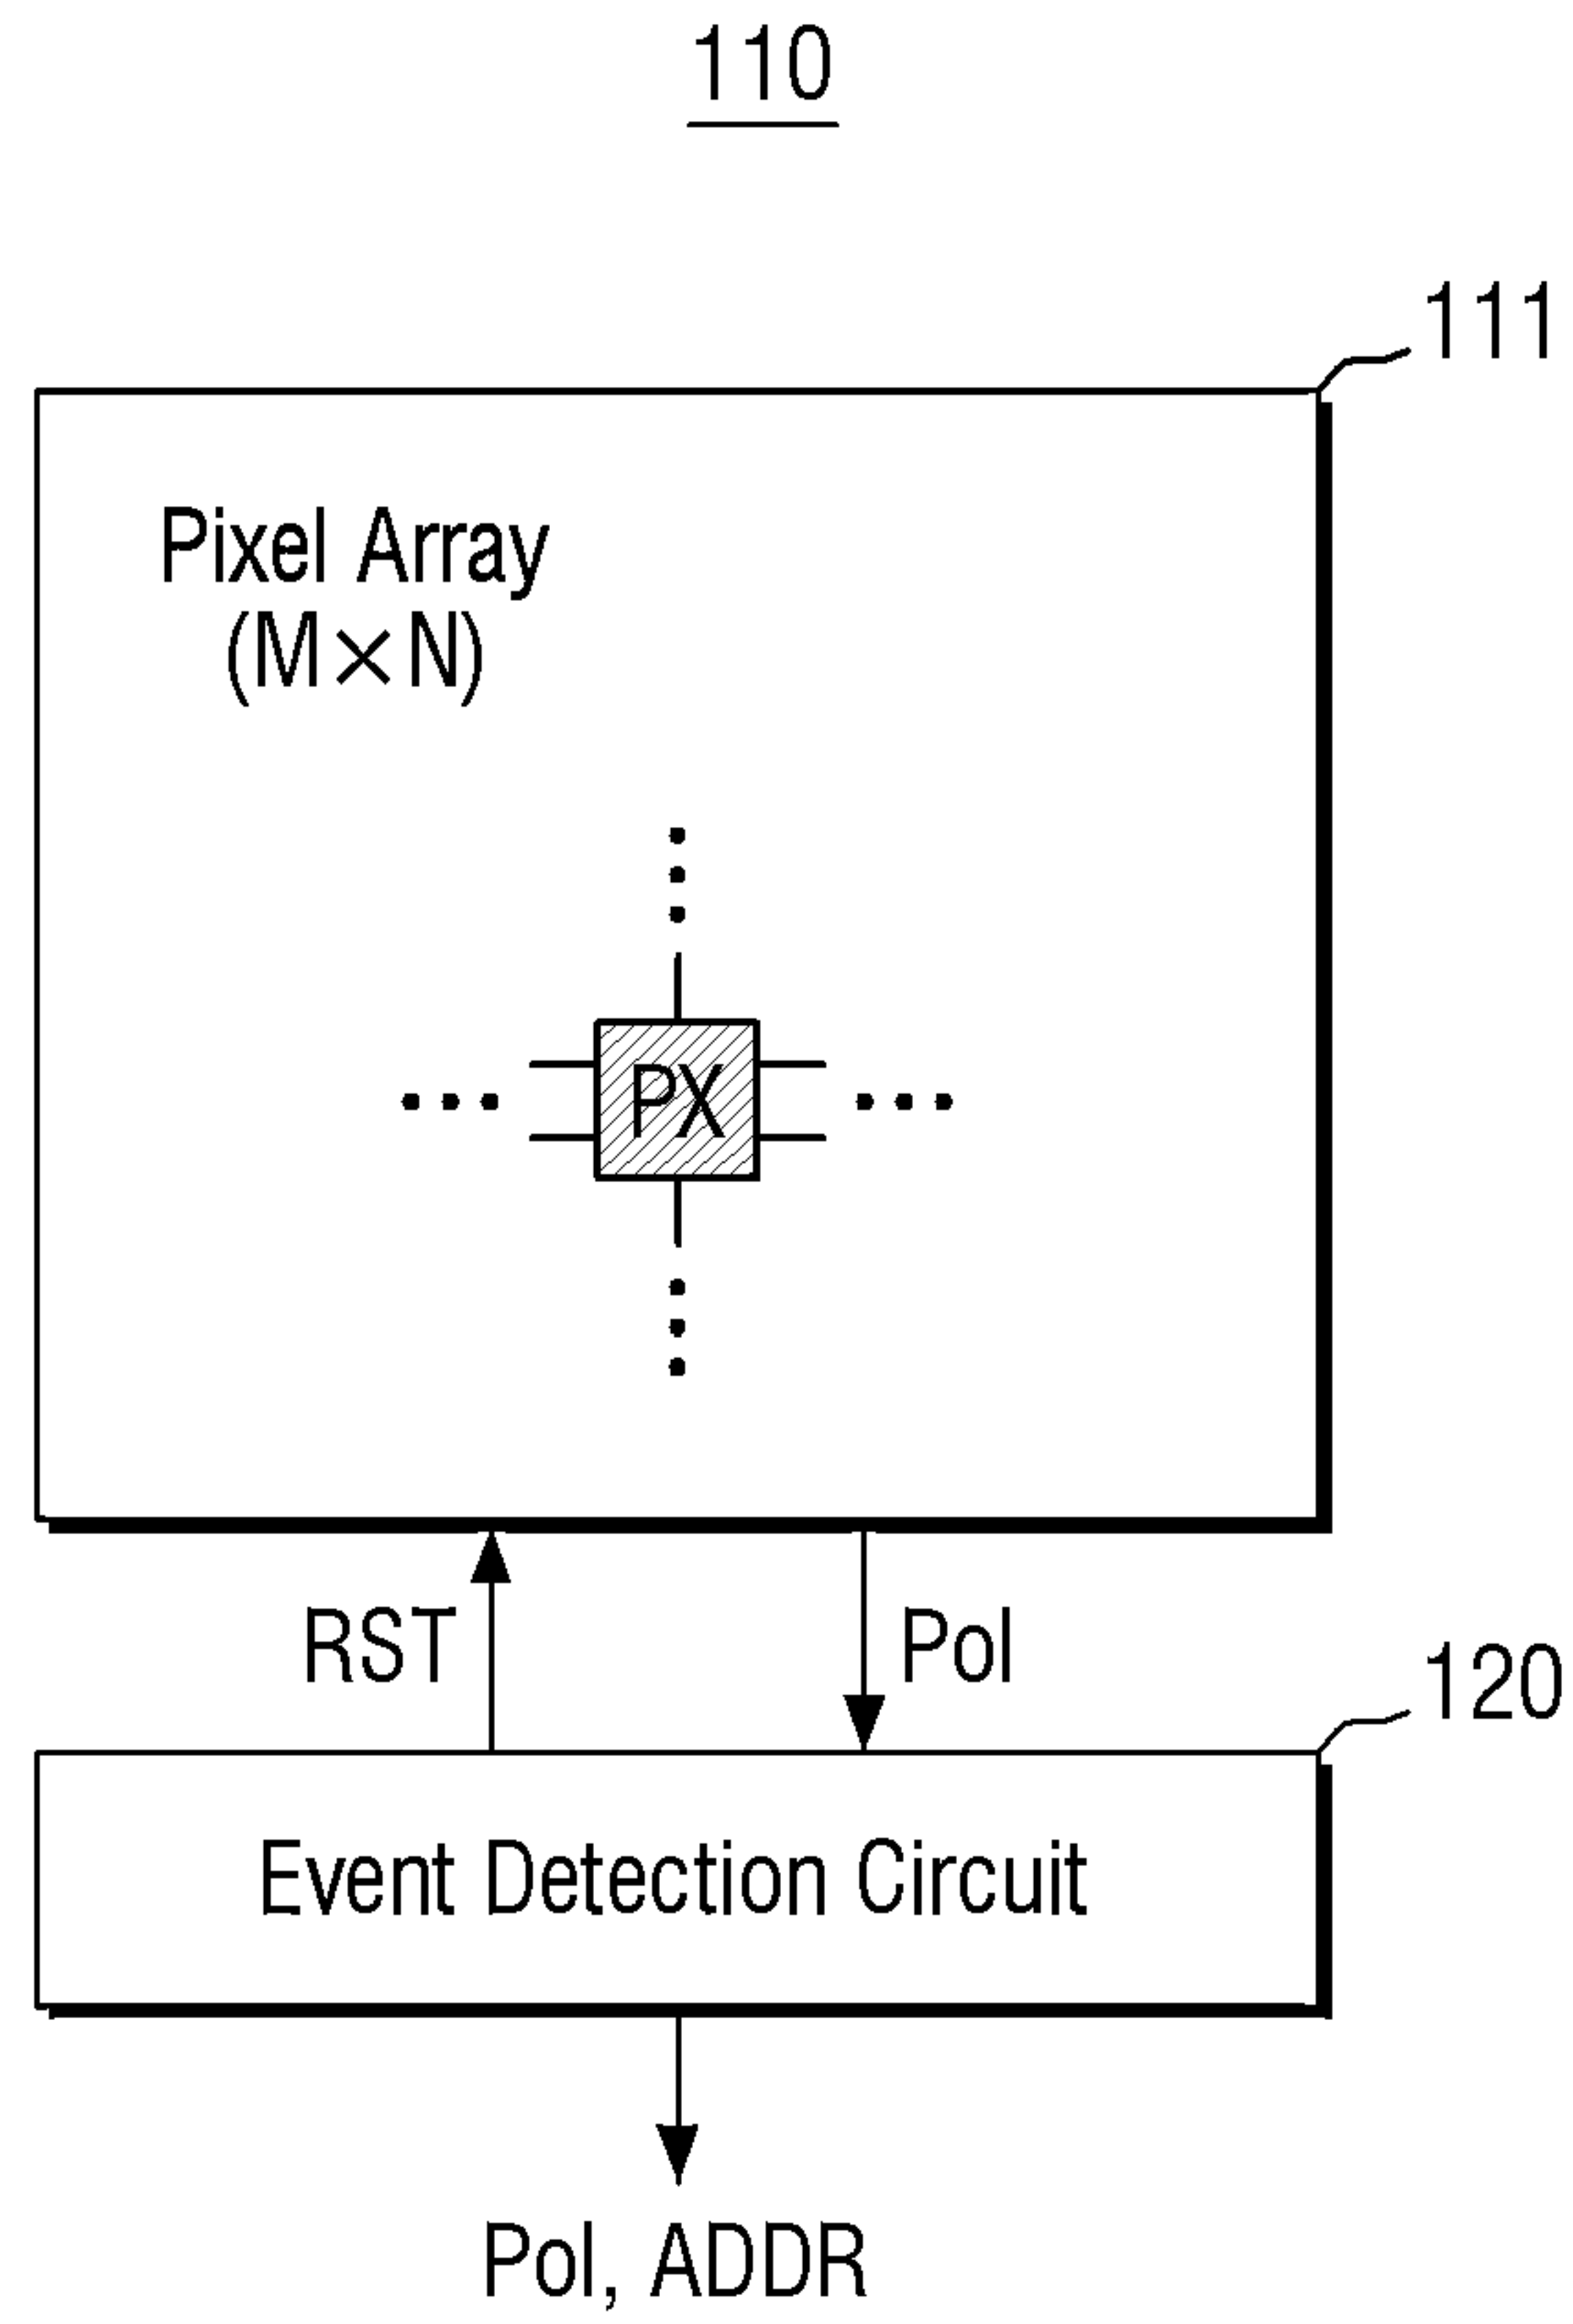 110
111
Pixel Array
(M×N)
PX
RST
Pol
120
Event Detection Circuit
Pol, ADDR